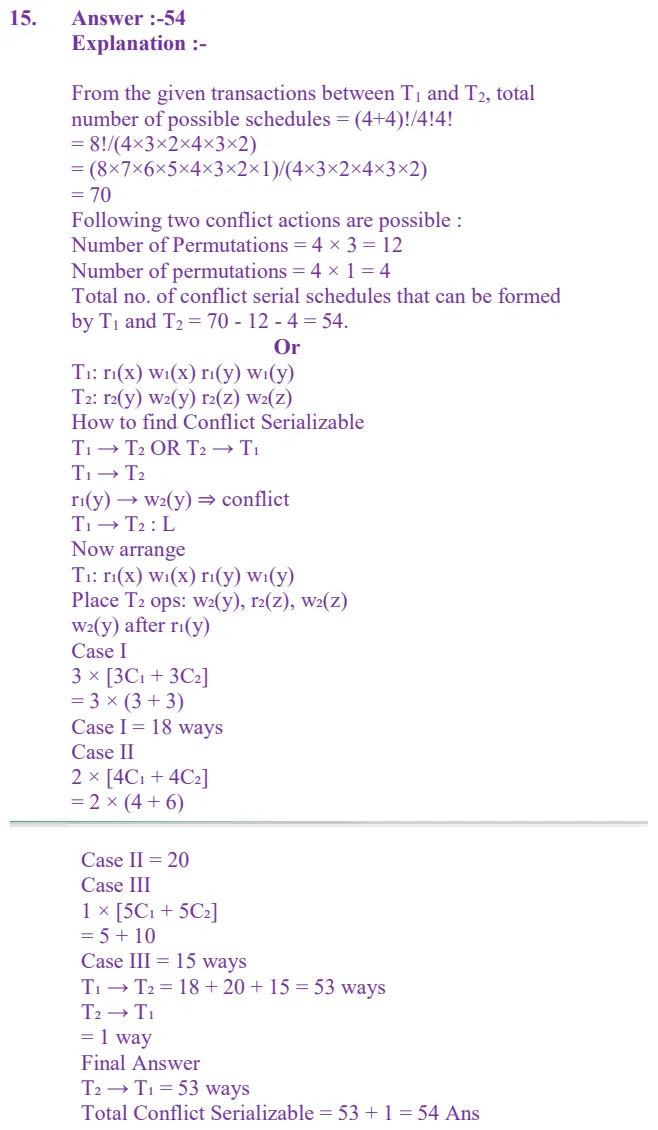 15. Answer :-54
Explanation :-
From the given transactions between T₁ and T₂, total
number of possible schedules = (4+4)!/4!4!
= 8!/(4×3×2×4×3×2)
= (8×7×6×5×4×3×2×1)/(4×3×2×4×3×2)
= 70
Following two conflict actions are possible :
Number of Permutations = 4 × 3 = 12
Number of permutations = 4 × 1 = 4
Total no. of conflict serial schedules that can be formed
by T₁ and T₂ = 70 - 12 - 4 = 54.
Or
T₁: r₁(x) w₁(x) r₁(y) w₁(y)
T₂: r₂(y) w₂(y) r₂(z) w₂(z)
How to find Conflict Serializable
T₁ → T₂ OR T₂ → T₁
T₁ → T₂
r₁(y) → w₂(y) ⇒ conflict
T₁ → T₂ : L
Now arrange
T₁: r₁(x) w₁(x) r₁(y) w₁(y)
Place T₂ ops: w₂(y), r₂(z), w₂(z)
w₂(y) after r₁(y)
Case I
3 × [3C₁ + 3C₂]
= 3 × (3 + 3)
Case I = 18 ways
Case II
2 × [4C₁ + 4C₂]
= 2 × (4 + 6)
Case II = 20
Case III
1 × [5C₁ + 5C₂]
= 5 + 10
Case III = 15 ways
T₁ → T₂ = 18 + 20 + 15 = 53 ways
T₂ → T₁
= 1 way
Final Answer
T₂ → T₁ = 53 ways
Total Conflict Serializable = 53 + 1 = 54 Ans